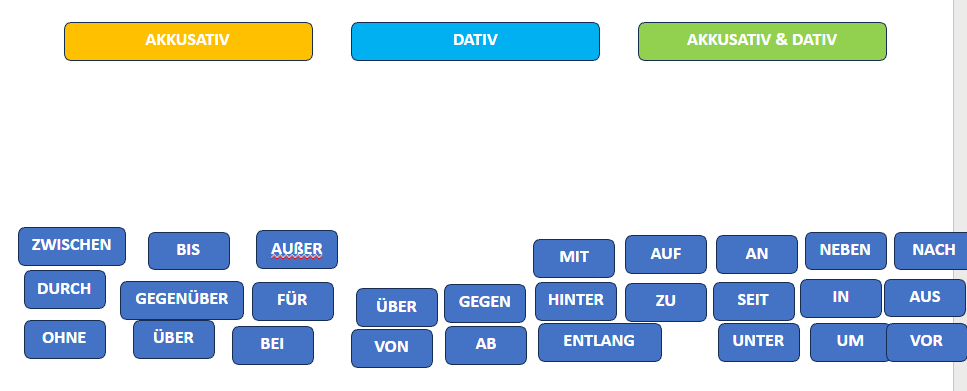 AKKUSATIV
DATIV
AKKUSATIV & DATIV
ZWISCHEN
BIS
AUßER
MIT
AUF
AN
NEBEN
NACH
DURCH
GEGENÜBER
FÜR
ÜBER
GEGEN
HINTER
ZU
SEIT
IN
AUS
OHNE
ÜBER
BEI
VON
AB
ENTLANG
UNTER
UM
VOR